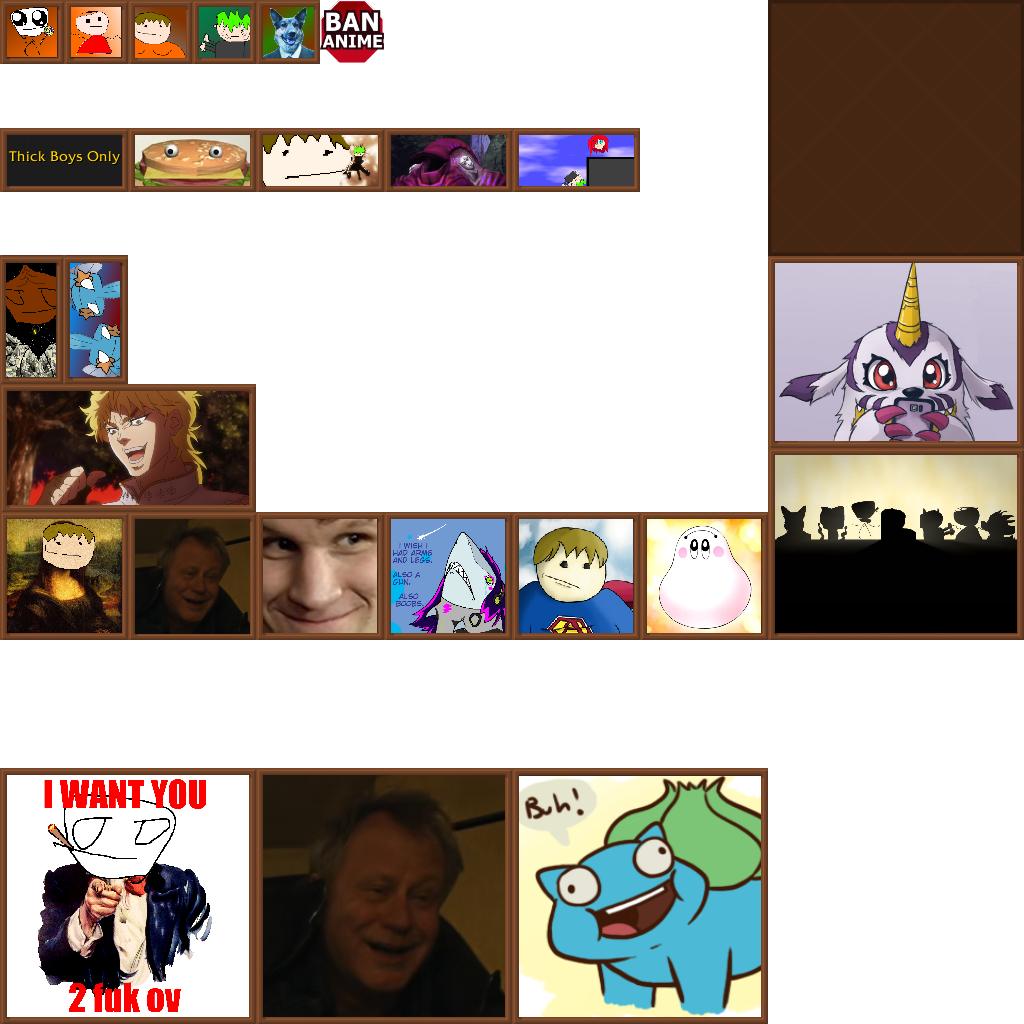 BAN
ANIME
Thick Boys Only
I WISH I
HAD ARMS
AND LEGS.
ALSO A
GUN.
ALSO
BOOBS.
I WANT YOU
2 fuk ov
Buh!